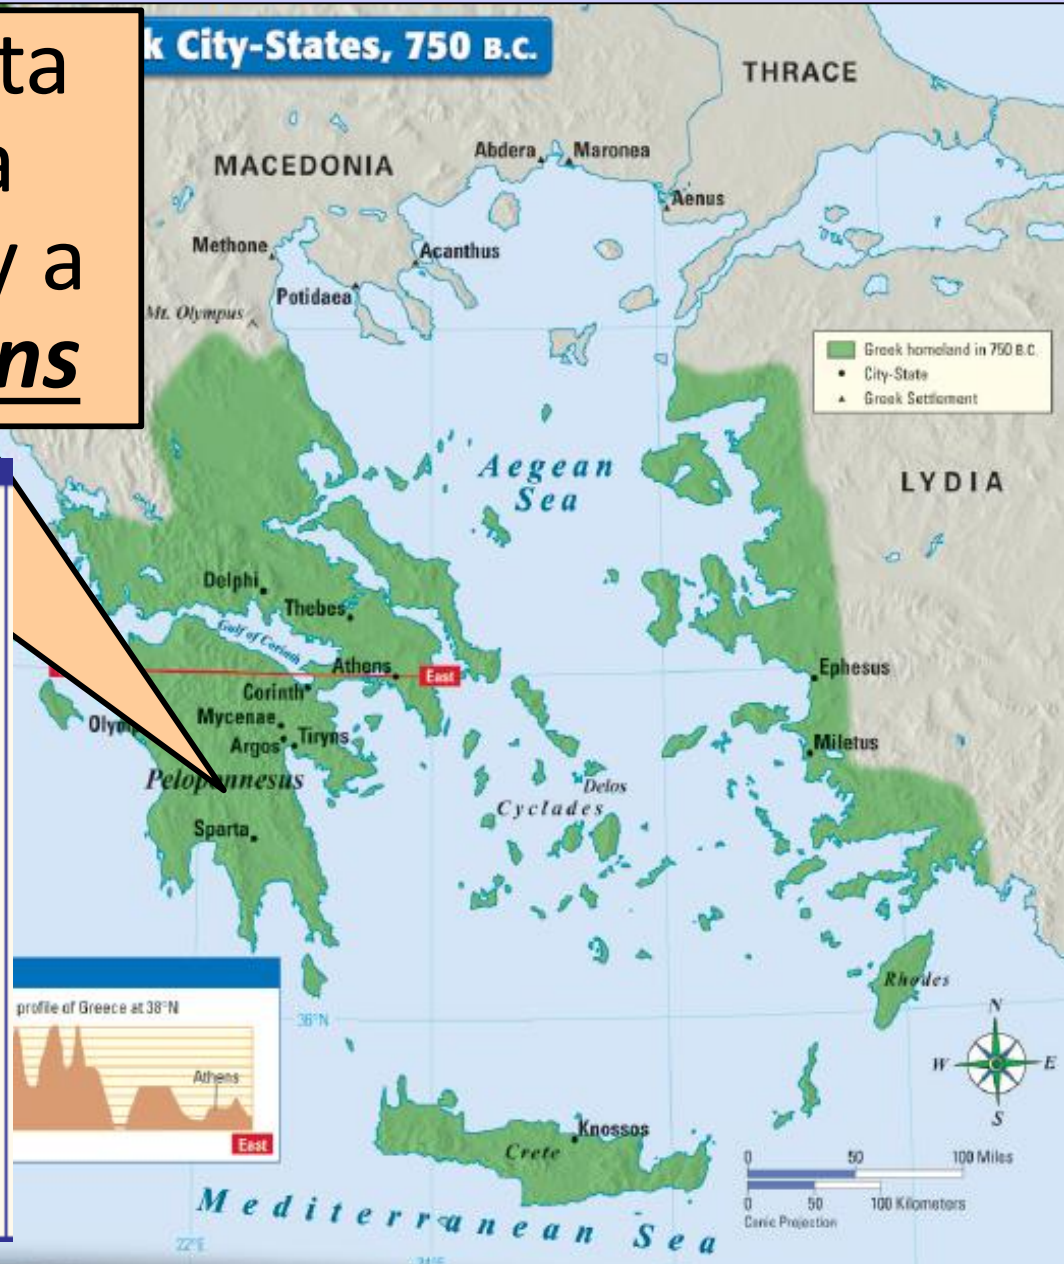 ta
a
y a
ns
k City-States, 750 B.C.
THRACE
MACEDONIA
Abdera
Maronea
Aenus
Methone
Acanthus
Potidaea
Mt. Olympus
Greek homeland in 750 B.C.
City-State
Greek Settlement
Aegean
Sea
LYDIA
Delphi
Thebes
Gulf of Corinth
Athens
East
Ephesus
Corinth
Olymp
Mycenae
Tiryns
Argos
Miletus
Peloponnesus
Delos
Cyclades
Sparta
Rhodes
profile of Greece at 38°N
Athens
East
36°N
N
W
E
S
Knossos
Crete
0 50 100 Miles
0 50 100 Kilometers
Conic Projection
Mediterranean Sea
22°E
24°E